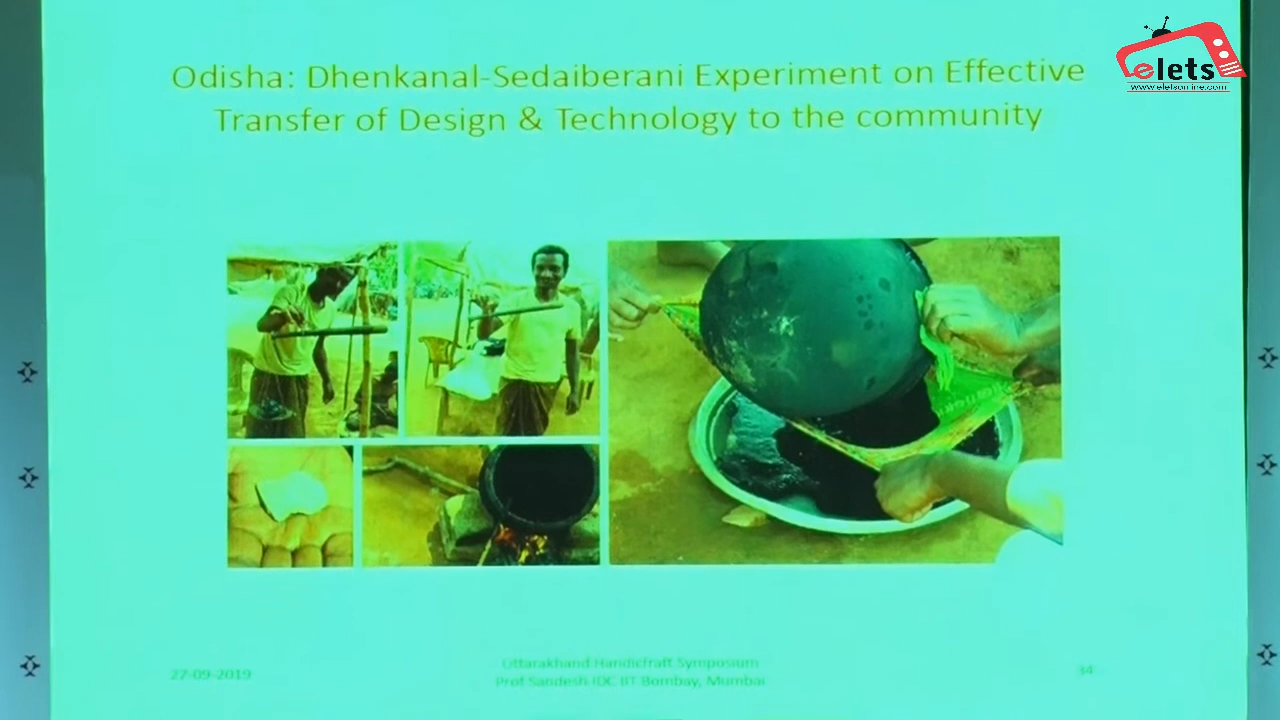 elets
www.eletsonline.com
Odisha: Dhenkanal-Sedaiberani Experiment on Effective
Transfer of Design & Technology to the community
27-09-2019
Uttarakhand Handicfraft Symposium
Prof Sandesh IDC IIT Bombay, Mumbai
34